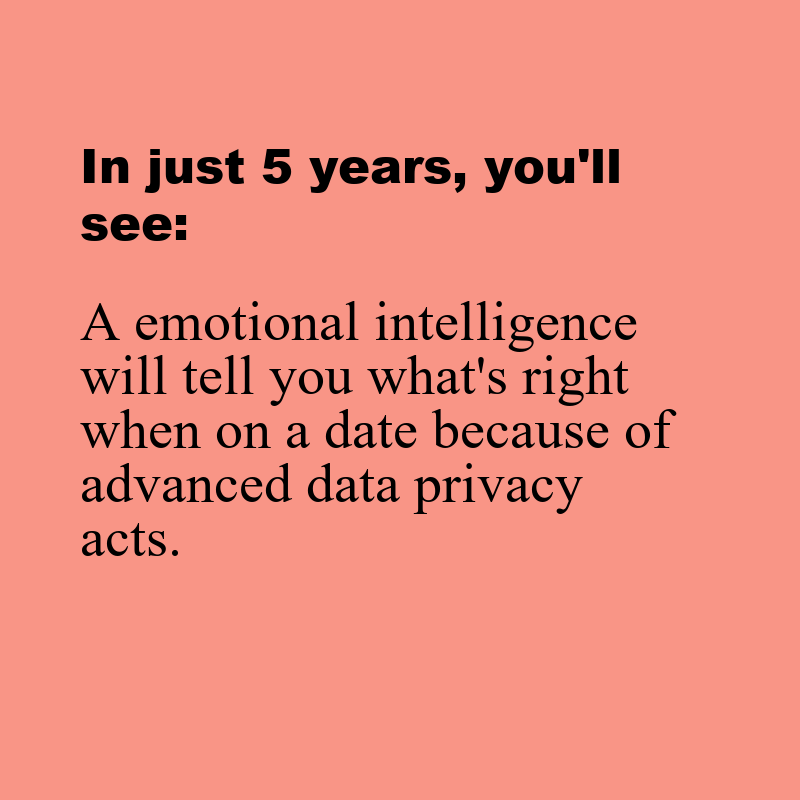 In just 5 years, you'll
see:
A emotional intelligence
will tell you what's right
when on a date because of
advanced data privacy
acts.